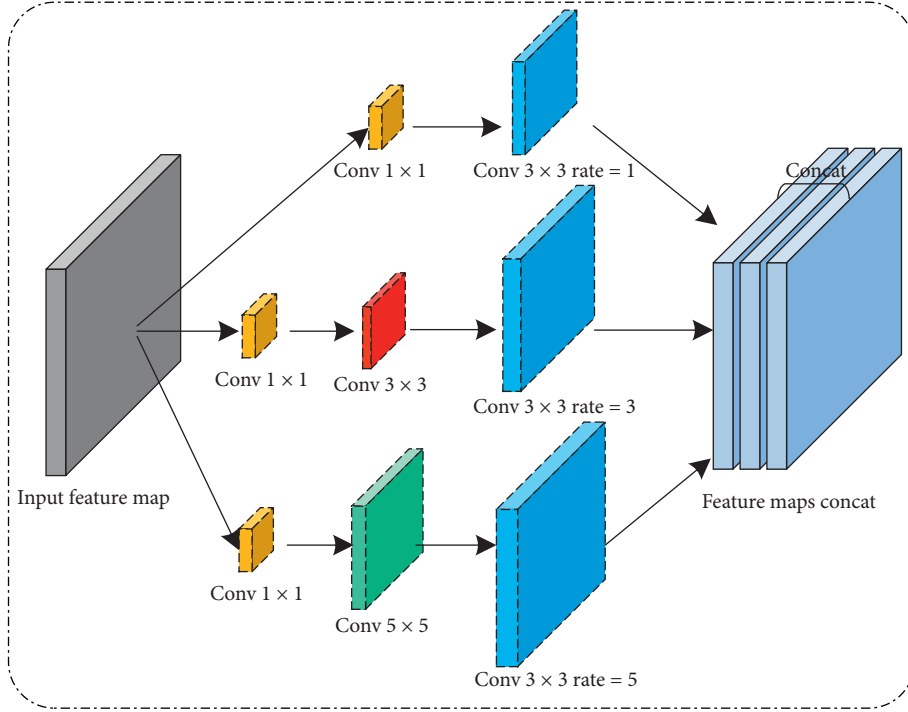 Conv 1 × 1
Conv 3 × 3 rate = 1
Concat
Conv 1 × 1
Conv 3 × 3
Conv 3 × 3 rate = 3
Input feature map
Feature maps concat
Conv 1 × 1
Conv 5 × 5
Conv 3 × 3 rate = 5